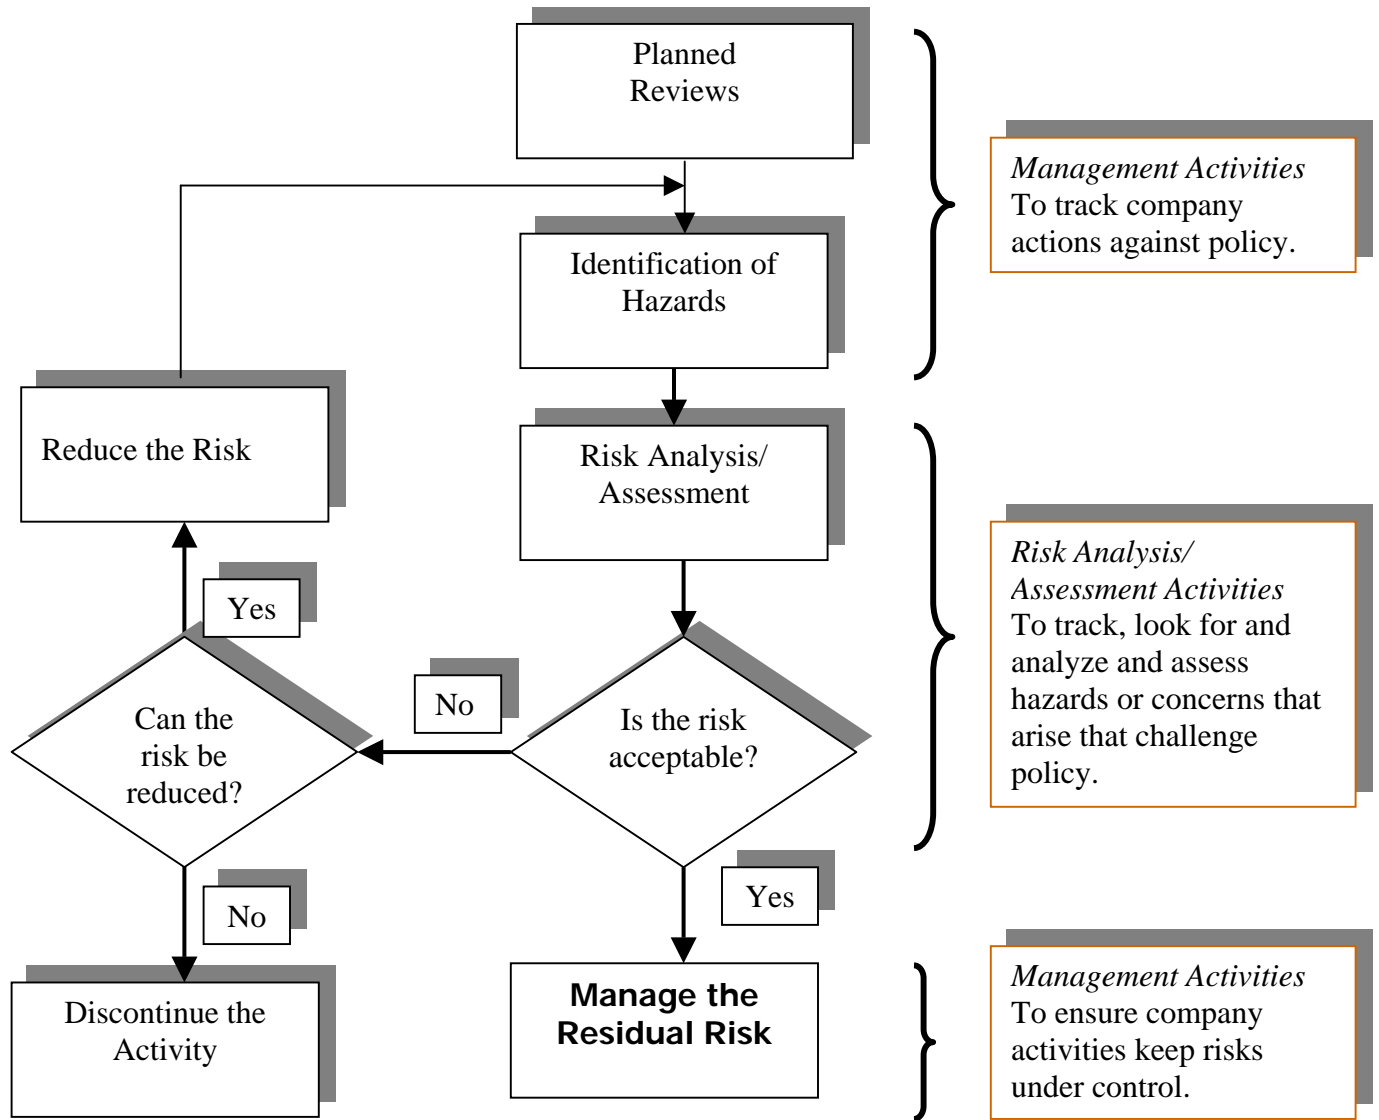 Planned
Reviews
Management Activities
To track company
actions against policy.
Identification of
Hazards
Reduce the Risk
Risk Analysis/
Assessment
Risk Analysis/
Assessment Activities
To track, look for and
analyze and assess
hazards or concerns that
arise that challenge
policy.
Yes
No
Can the
risk be
reduced?
Is the risk
acceptable?
No
Yes
Discontinue the
Activity
Manage the
Residual Risk
Management Activities
To ensure company
activities keep risks
under control.